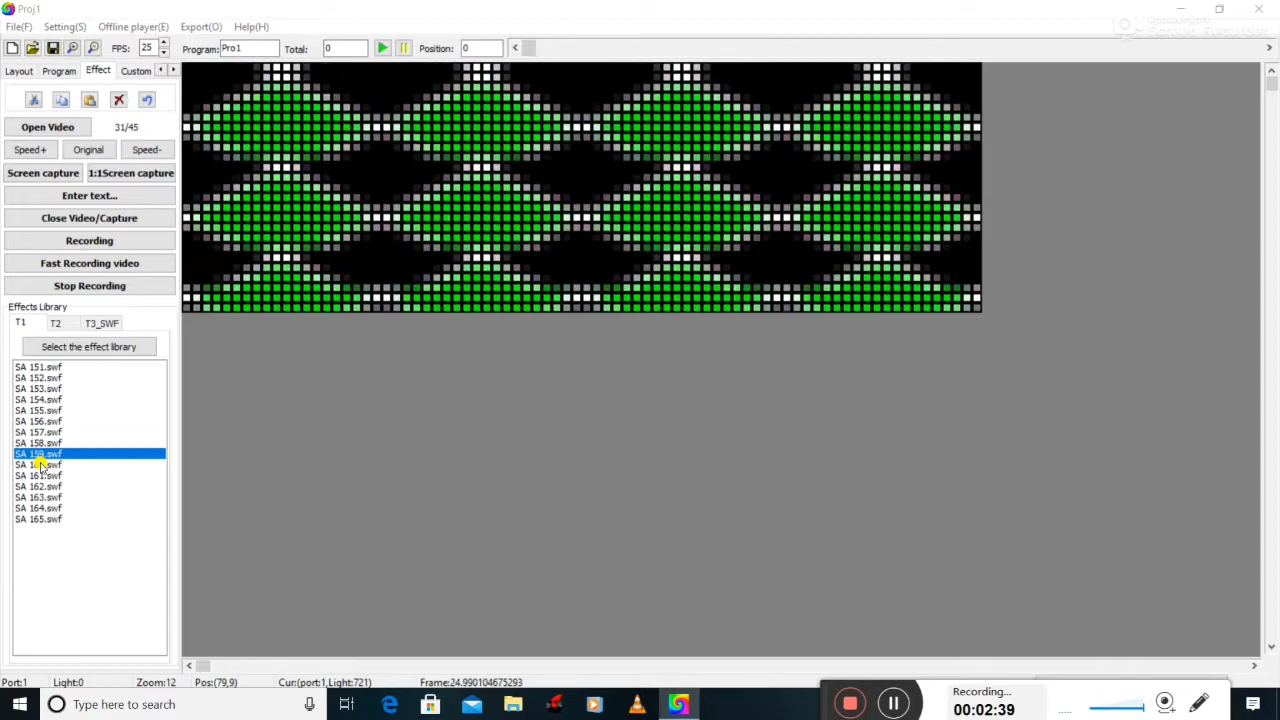 Proj1
File(F) Setting(S) Offline player(E) Export(O) Help(H)
Screen Recorder
FPS: 25 Program: Pro1 Total: 0 Position: 0
Layout Program Effect Custom
Open Video 31/45
Speed+ Original Speed-
Screen capture 1:1Screen capture
Enter text...
Close Video/Capture
Recording
Fast Recording video
Stop Recording
Effects Library
T1 T2 T3_SWF
Select the effect library
SA 151.swf
SA 152.swf
SA 153.swf
SA 154.swf
SA 155.swf
SA 156.swf
SA 157.swf
SA 158.swf
SA 159.swf
SA 161.swf
SA 162.swf
SA 163.swf
SA 164.swf
SA 165.swf
Port:1 Light:0 Zoom:12 Pos(79,9) Cur(port:1,Light:721) Frame:24.990104675293
Type here to search
Recording...
00:02:39